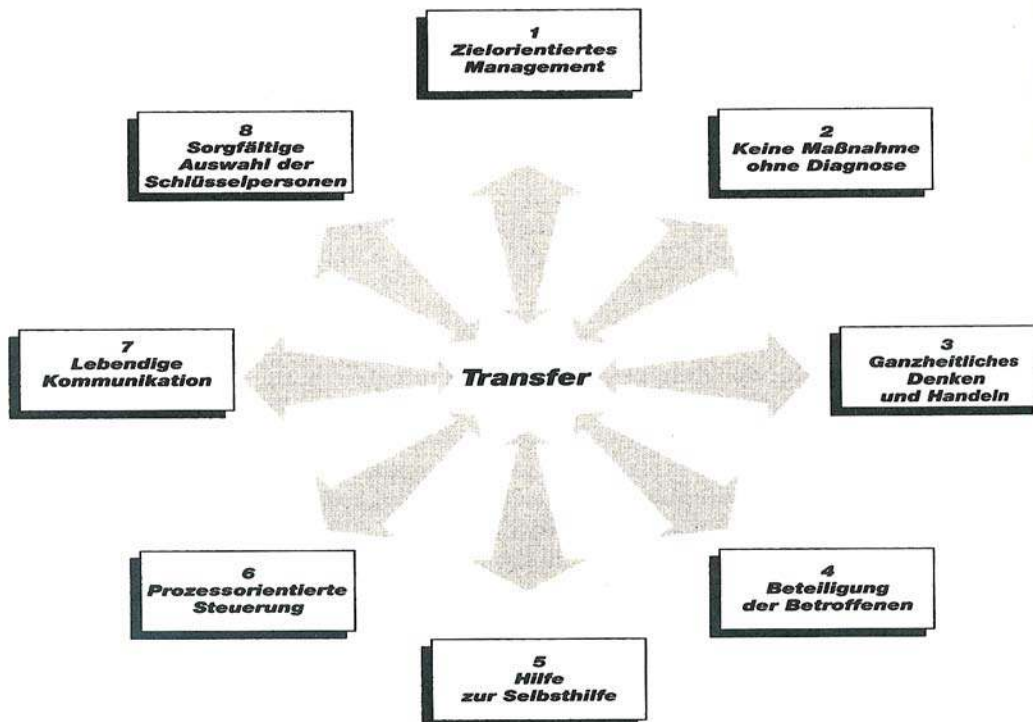 1
Zielorientiertes
Management
2
Keine Maßnahme
ohne Diagnose
3
Ganzheitliches
Denken
und Handeln
4
Beteiligung
der Betroffenen
5
Hilfe
zur Selbsthilfe
6
Prozessorientierte
Steuerung
7
Lebendige
Kommunikation
8
Sorgfältige
Auswahl der
Schlüsselpersonen
Transfer